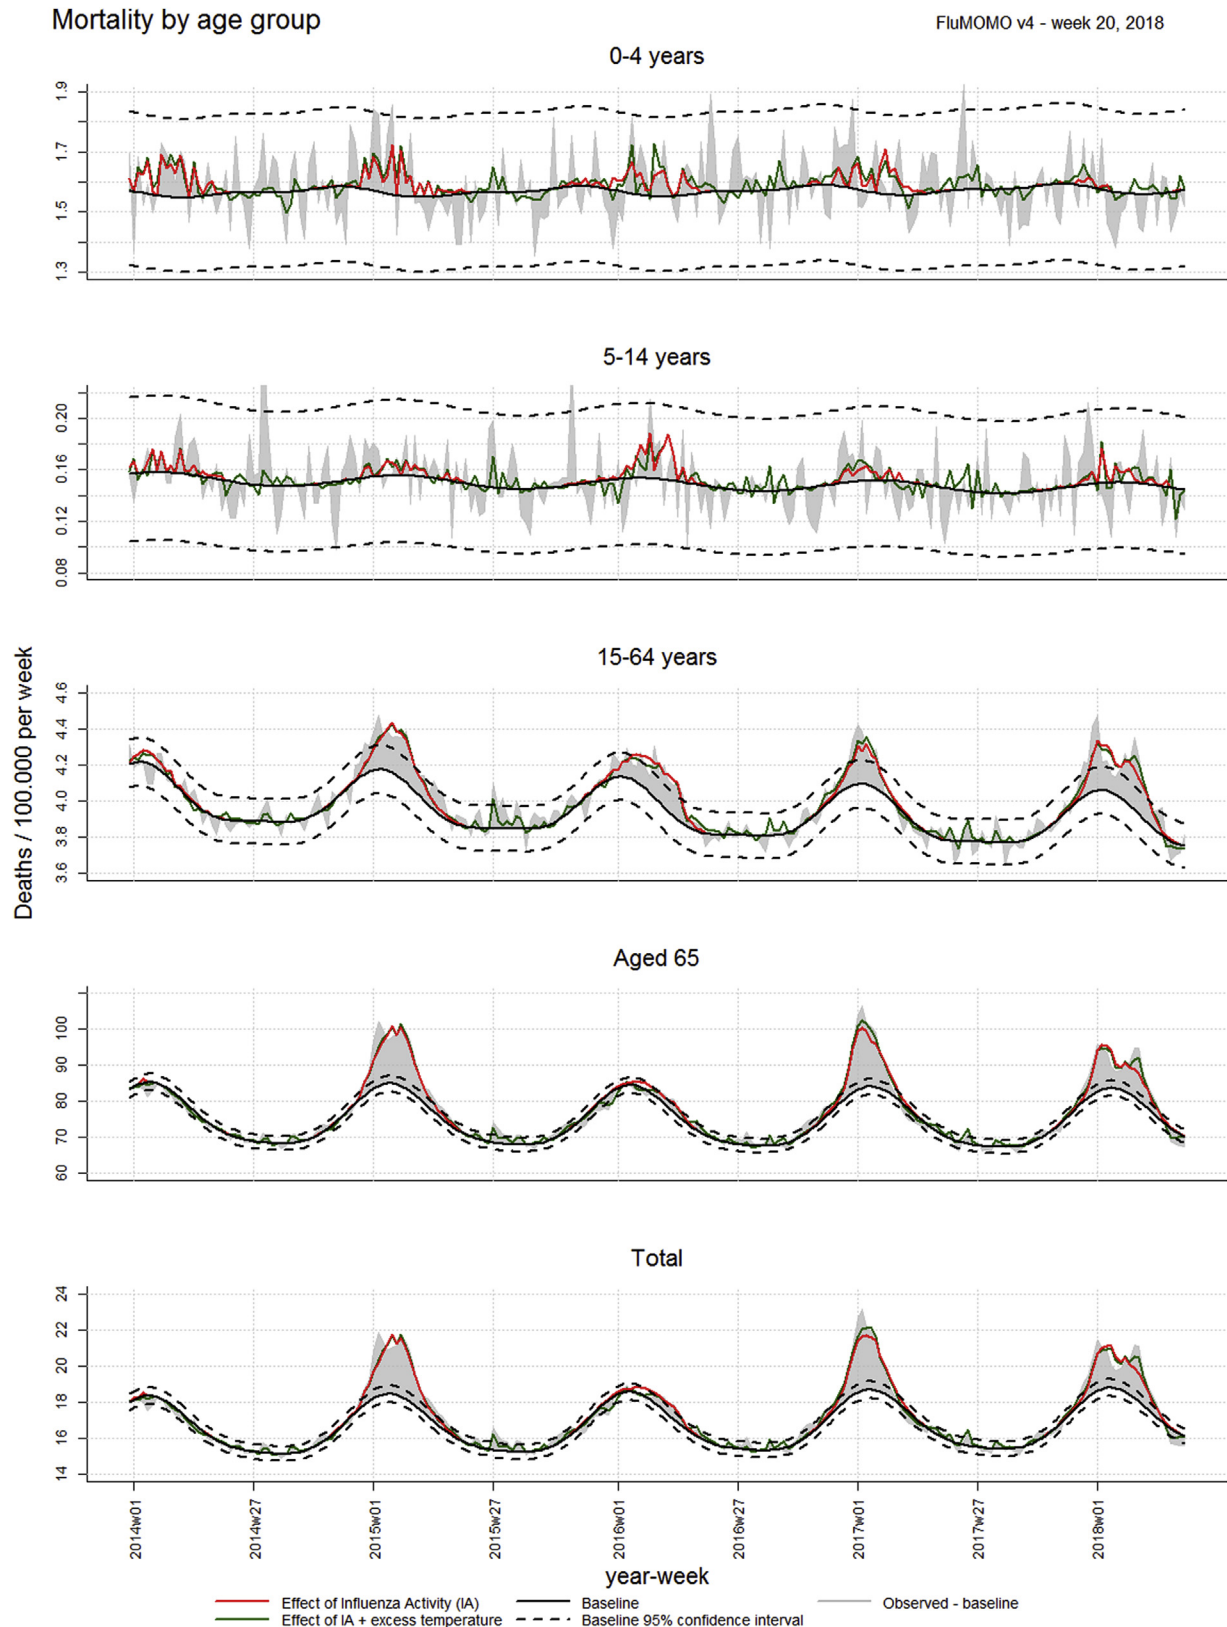 Mortality by age group
FluMOMO v4 - week 20, 2018
0-4 years
1.9
1.7
1.5
1.3
5-14 years
0.20
0.16
0.12
0.08
15-64 years
4.6
4.4
4.2
4.0
3.8
3.6
Deaths / 100.000 per week
Aged 65
100
90
80
70
60
Total
24
22
20
18
16
14
2014w01
2014w27
2015w01
2015w27
2016w01
2016w27
2017w01
2017w27
2018w01
year-week
Effect of Influenza Activity (IA)
Baseline
Observed - baseline
Effect of IA + excess temperature
Baseline 95% confidence interval